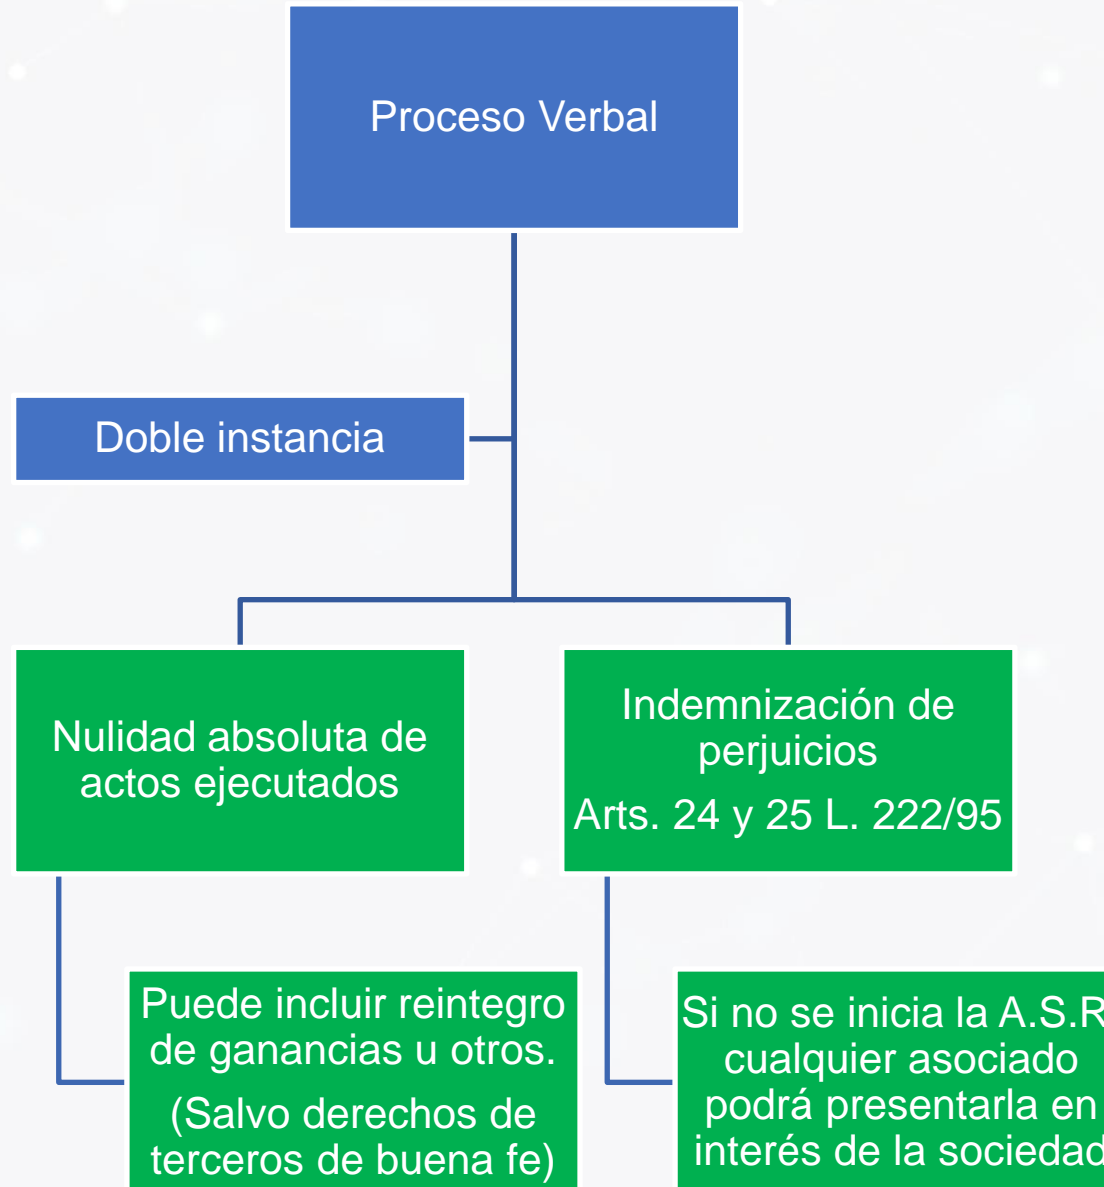 Proceso Verbal
Doble instancia
Nulidad absoluta de
actos ejecutados
Indemnización de
perjuicios
Arts. 24 y 25 L. 222/95
Puede incluir reintegro
de ganancias u otros.
(Salvo derechos de
terceros de buena fe)
Si no se inicia la A.S.R
cualquier asociado
podrá presentarla en
interés de la sociedad